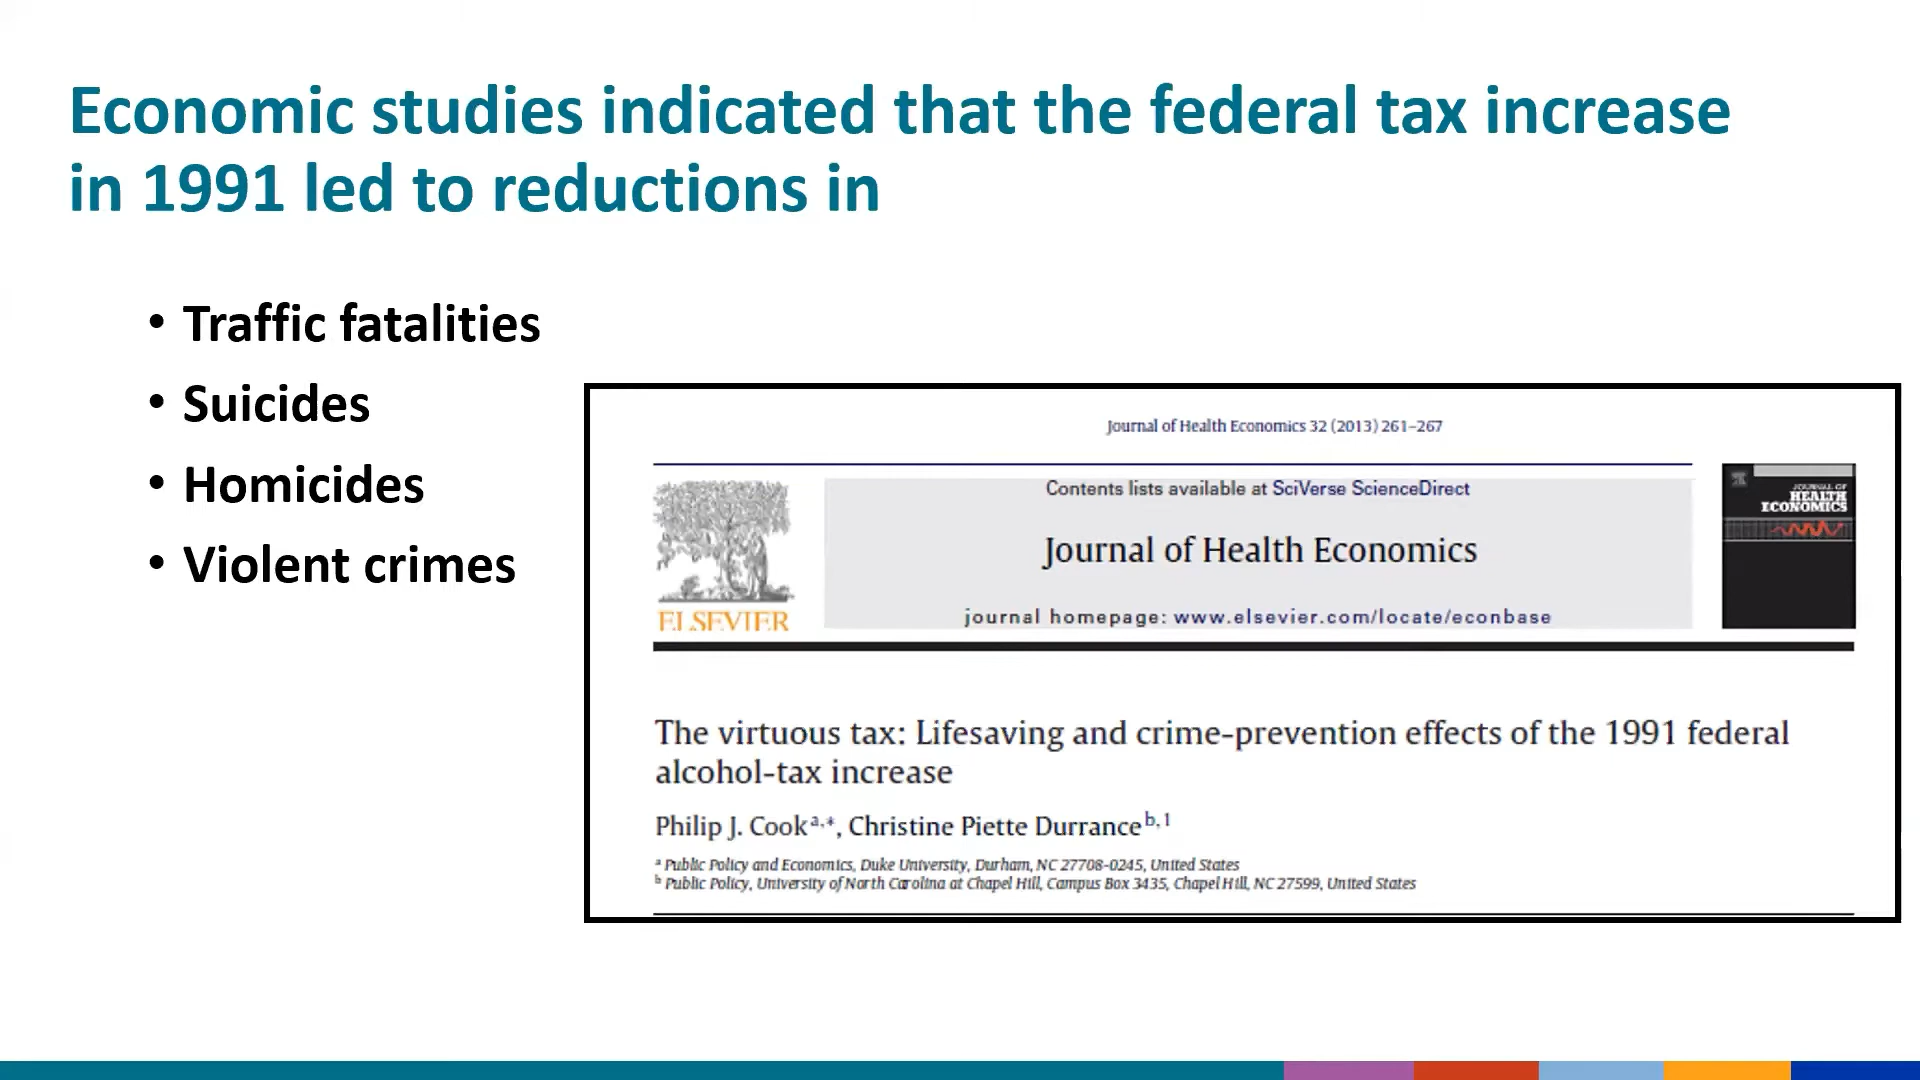 Economic studies indicated that the federal tax increase
in 1991 led to reductions in
• Traffic fatalities
• Suicides
• Homicides
• Violent crimes
Journal of Health Economics 32 (2013) 261–267
Contents lists available at SciVerse ScienceDirect
Journal of Health Economics
journal homepage: www.elsevier.com/locate/econbase
ELSEVIER
JOURNAL OF
HEALTH
ECONOMICS
The virtuous tax: Lifesaving and crime-prevention effects of the 1991 federal
alcohol-tax increase
Philip J. Cook a,*, Christine Piette Durrance b,1
a Public Policy and Economics, Duke University, Durham, NC 27708-0245, United States
b Public Policy, University of North Carolina at Chapel Hill, Campus Box 3435, Chapel Hill, NC 27599, United States